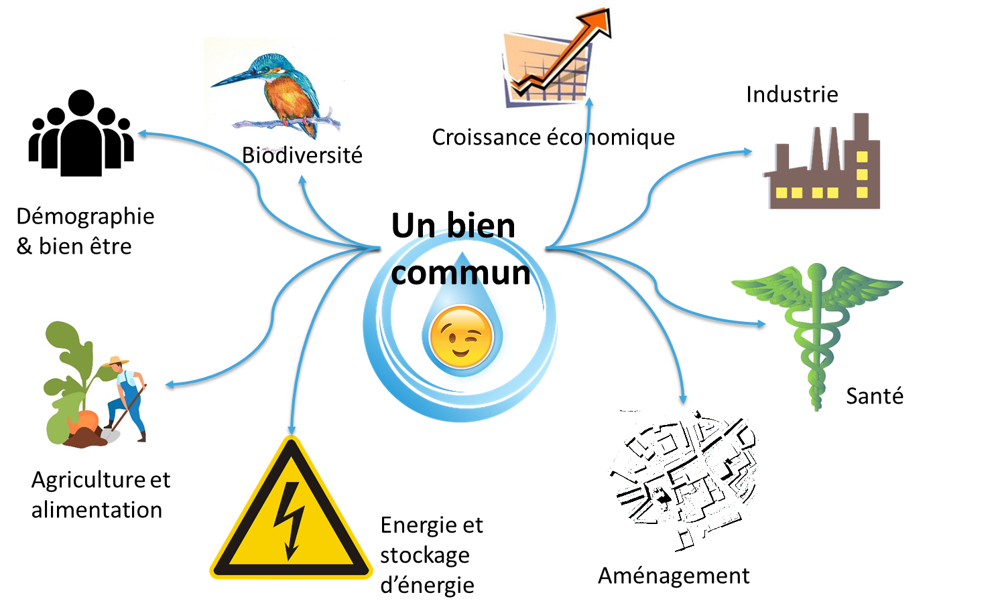 Industrie
Croissance économique
Biodiversité
Démographie
& bien être
Un bien
commun
Santé
Agriculture et
alimentation
Energie et
stockage
d’énergie
Aménagement